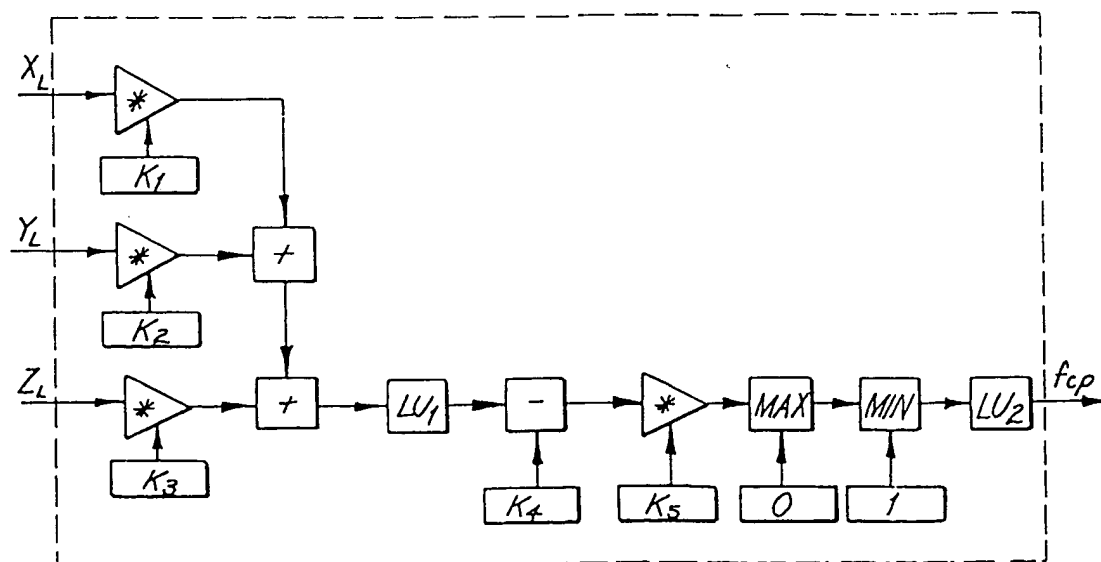 X_L
*
K_1
Y_L
*
+
K_2
Z_L
*
+
LU_1
-
*
MAX
MIN
LU_2
f_cp
K_3
K_4
K_5
0
1